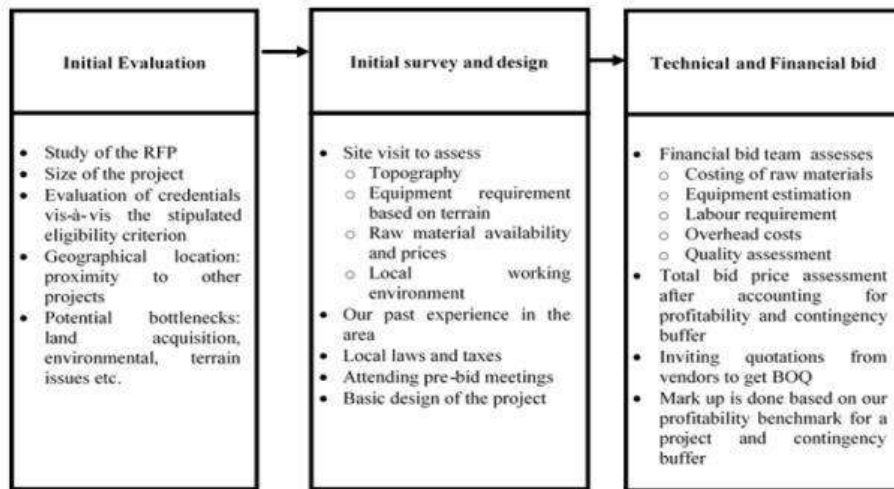 Initial Evaluation
• Study of the RFP
• Size of the project
• Evaluation of credentials
vis-à-vis the stipulated
eligibility criterion
• Geographical location:
proximity to other
projects
• Potential bottlenecks:
land acquisition,
environmental, terrain
issues etc.
Initial survey and design
• Site visit to assess
o Topography
o Equipment requirement
based on terrain
o Raw material availability
and prices
o Local working
environment
• Our past experience in the
area
• Local laws and taxes
• Attending pre-bid meetings
• Basic design of the project
Technical and Financial bid
• Financial bid team assesses
o Costing of raw materials
o Equipment estimation
o Labour requirement
o Overhead costs
o Quality assessment
• Total bid price assessment
after accounting for
profitability and contingency
buffer
• Inviting quotations from
vendors to get BOQ
• Mark up is done based on our
profitability benchmark for a
project and contingency
buffer